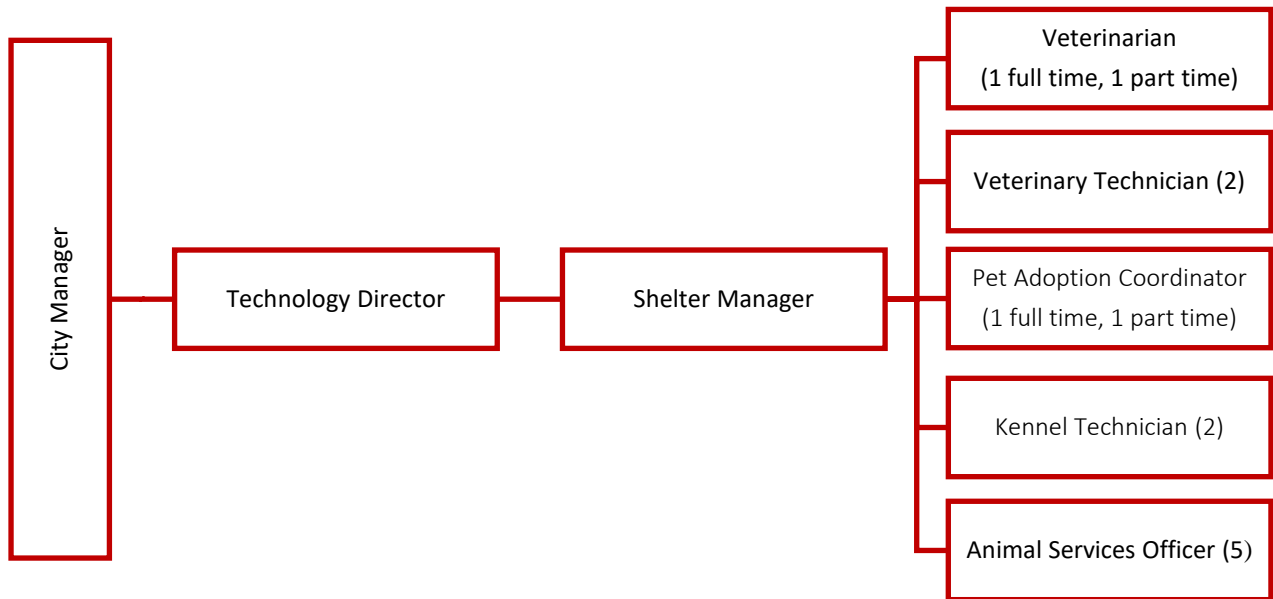 City Manager
Technology Director
Shelter Manager
Veterinarian
(1 full time, 1 part time)
Veterinary Technician (2)
Pet Adoption Coordinator
(1 full time, 1 part time)
Kennel Technician (2)
Animal Services Officer (5)